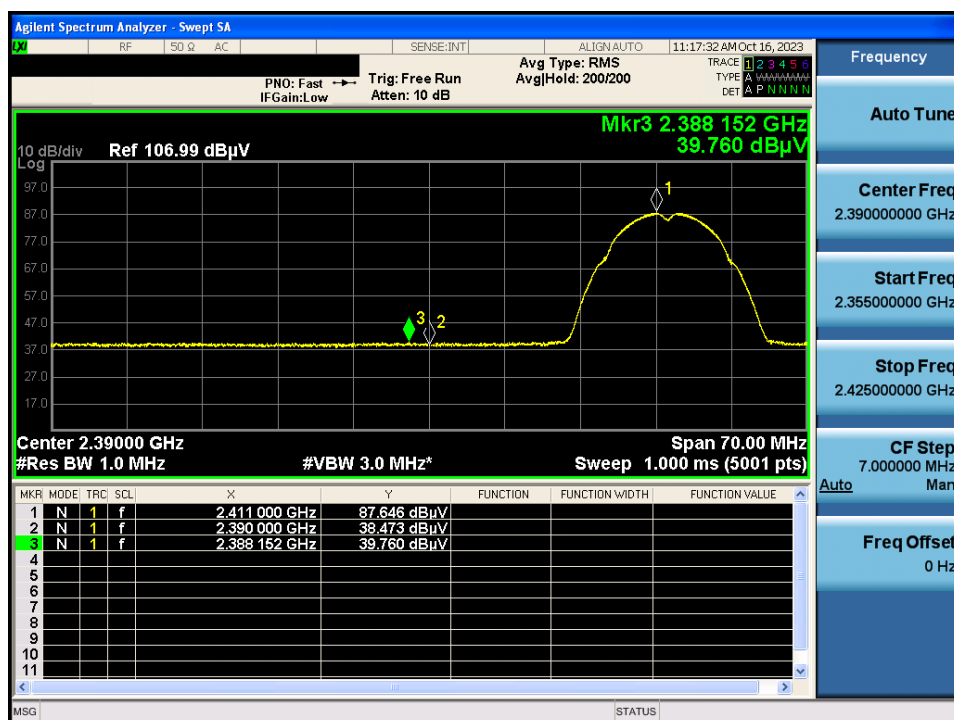 Agilent Spectrum Analyzer - Swept SA
LXI RF 50 Ω AC SENSE:INT ALIGN AUTO 11:17:32 AM Oct 16, 2023
PNO: Fast
IFGain:Low
Trig: Free Run
Atten: 10 dB
Avg Type: RMS
Avg|Hold: 200/200
TRACE 1 2 3 4 5 6
TYPE A WWWWWW
DET A P N N N N
Mkr3 2.388 152 GHz
39.760 dBµV
10 dB/div Ref 106.99 dBµV
Log
97.0
87.0
77.0
67.0
57.0
47.0
37.0
27.0
17.0
1
3 2
Center 2.39000 GHz Span 70.00 MHz
#Res BW 1.0 MHz #VBW 3.0 MHz* Sweep 1.000 ms (5001 pts)
MKR MODE TRC SCL X Y FUNCTION FUNCTION WIDTH FUNCTION VALUE
1 N 1 f 2.411 000 GHz 87.646 dBµV
2 N 1 f 2.390 000 GHz 38.473 dBµV
3 N 1 f 2.388 152 GHz 39.760 dBµV
4
5
6
7
8
9
10
11
MSG STATUS
Frequency
Auto Tune
Center Freq
2.390000000 GHz
Start Freq
2.355000000 GHz
Stop Freq
2.425000000 GHz
CF Step
7.000000 MHz
Auto Man
Freq Offset
0 Hz